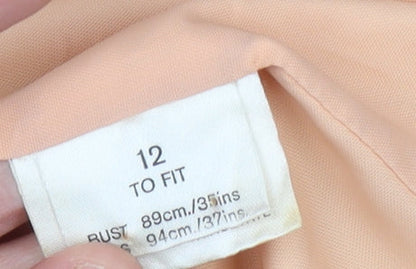 12
TO FIT
BUST 89cm./35ins
94cm./37ins